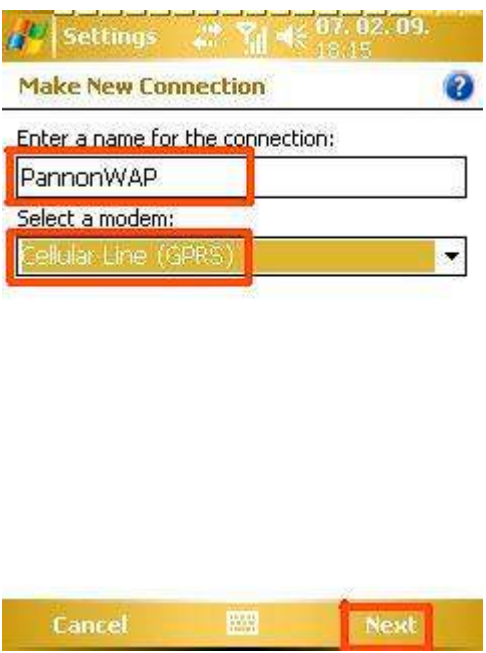 Settings 07. 02. 09.
18:15
Make New Connection
Enter a name for the connection:
PannonWAP
Select a modem:
Cellular Line (GPRS)
Cancel Next